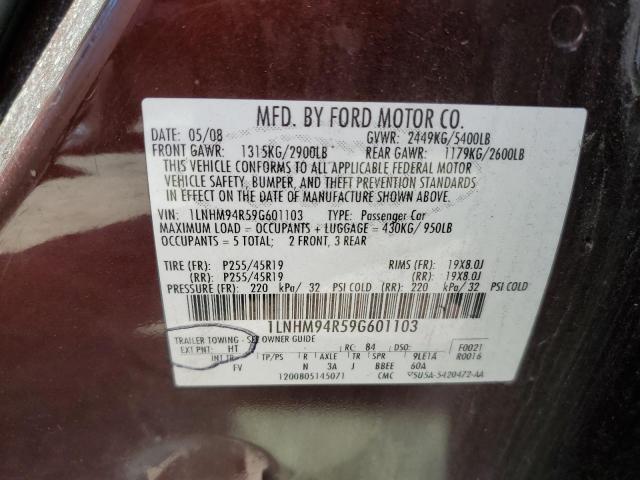 MFD. BY FORD MOTOR CO.
DATE: 05/08 GVWR: 2449KG/5400LB
FRONT GAWR: 1315KG/2900LB REAR GAWR: 1179KG/2600LB
THIS VEHICLE CONFORMS TO ALL APPLICABLE FEDERAL MOTOR
VEHICLE SAFETY, BUMPER, AND THEFT PREVENTION STANDARDS
IN EFFECT ON THE DATE OF MANUFACTURE SHOWN ABOVE.
VIN: 1LNHM94R59G601103 TYPE: Passenger Car
MAXIMUM LOAD = OCCUPANTS + LUGGAGE = 430KG/950LB
OCCUPANTS = 5 TOTAL; 2 FRONT, 3 REAR
TIRE (FR): P255/45R19 RIMS (FR): 19X8.0J
(RR): P255/45R19 (RR): 19X8.0J
PRESSURE (FR): 220 kPa/ 32 PSI COLD (RR): 220 kPa/ 32 PSI COLD
1LNHM94R59G601103
TRAILER TOWING - SEE OWNER GUIDE
EXT PNT: HT RC: 84 DSO: F0021
INT TR TP/PS R AXLE TR SPR 9LE1A R0016
FV N 3A J BBEE 60A
1200805145071 CMC 5U5A-5420472-AA